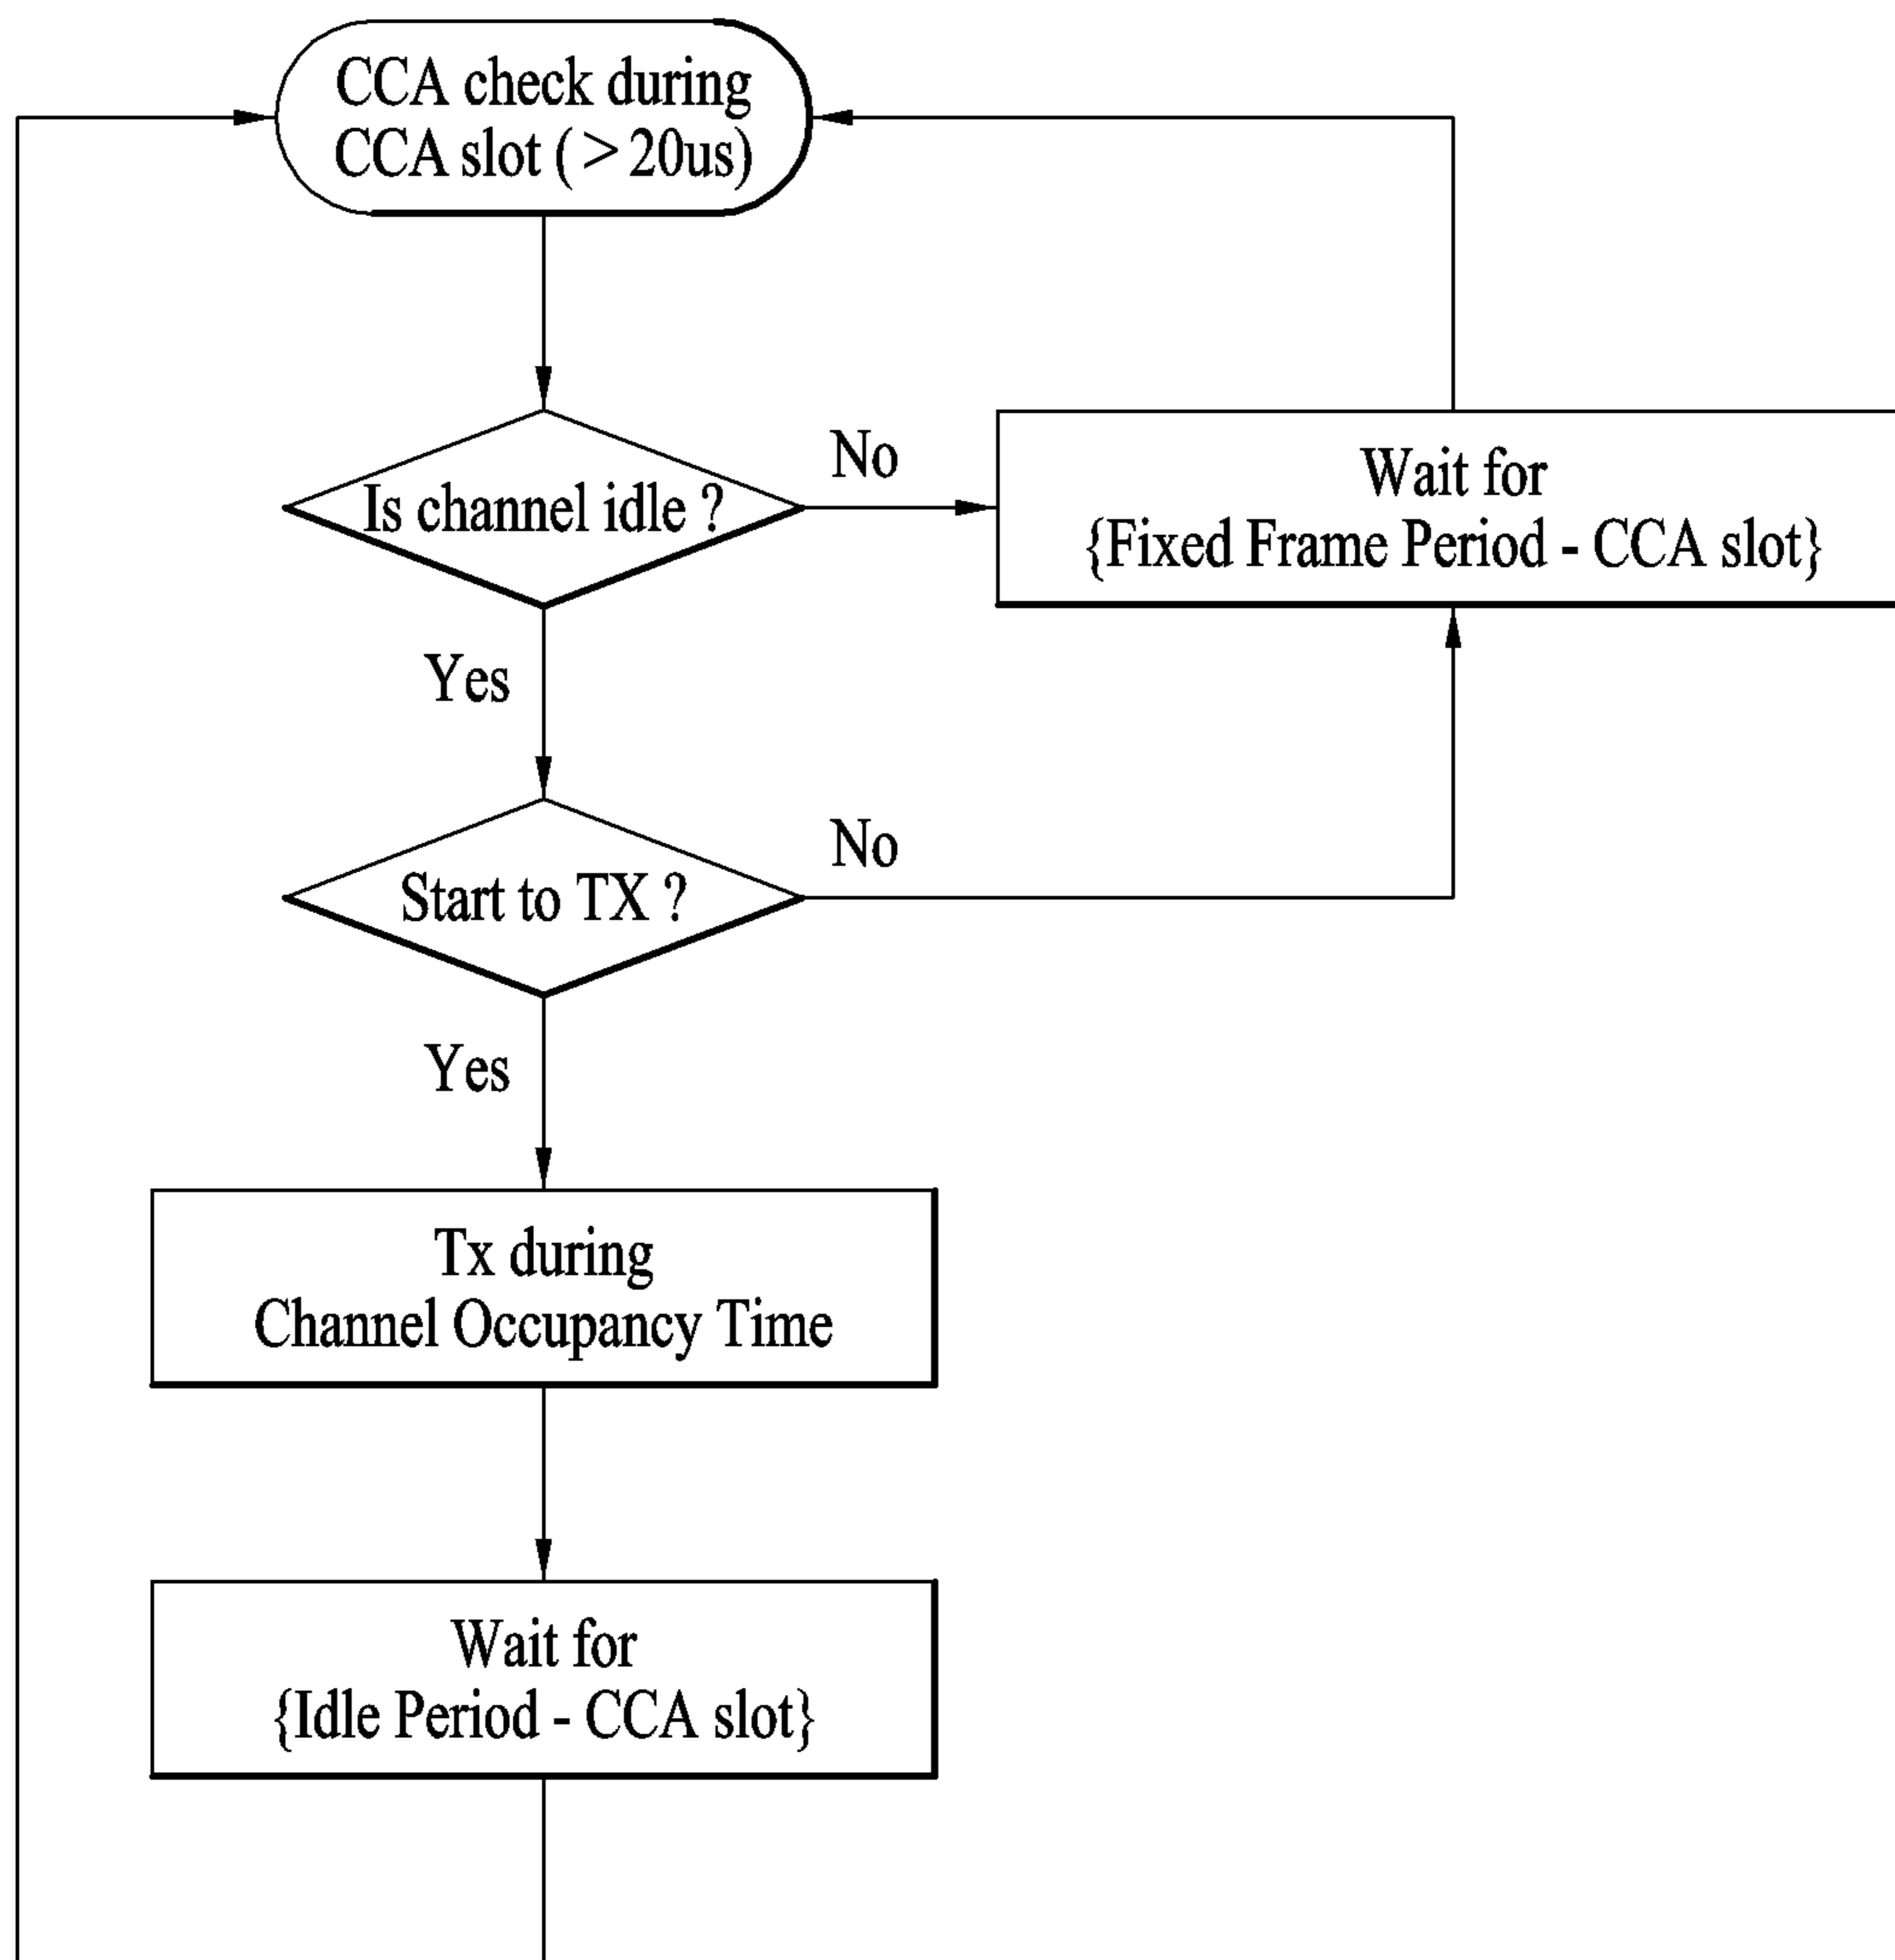 CCA check during
CCA slot ( > 20us)
Is channel idle ?
No
Wait for
{Fixed Frame Period - CCA slot}
Yes
Start to TX ?
No
Yes
Tx during
Channel Occupancy Time
Wait for
{Idle Period - CCA slot}